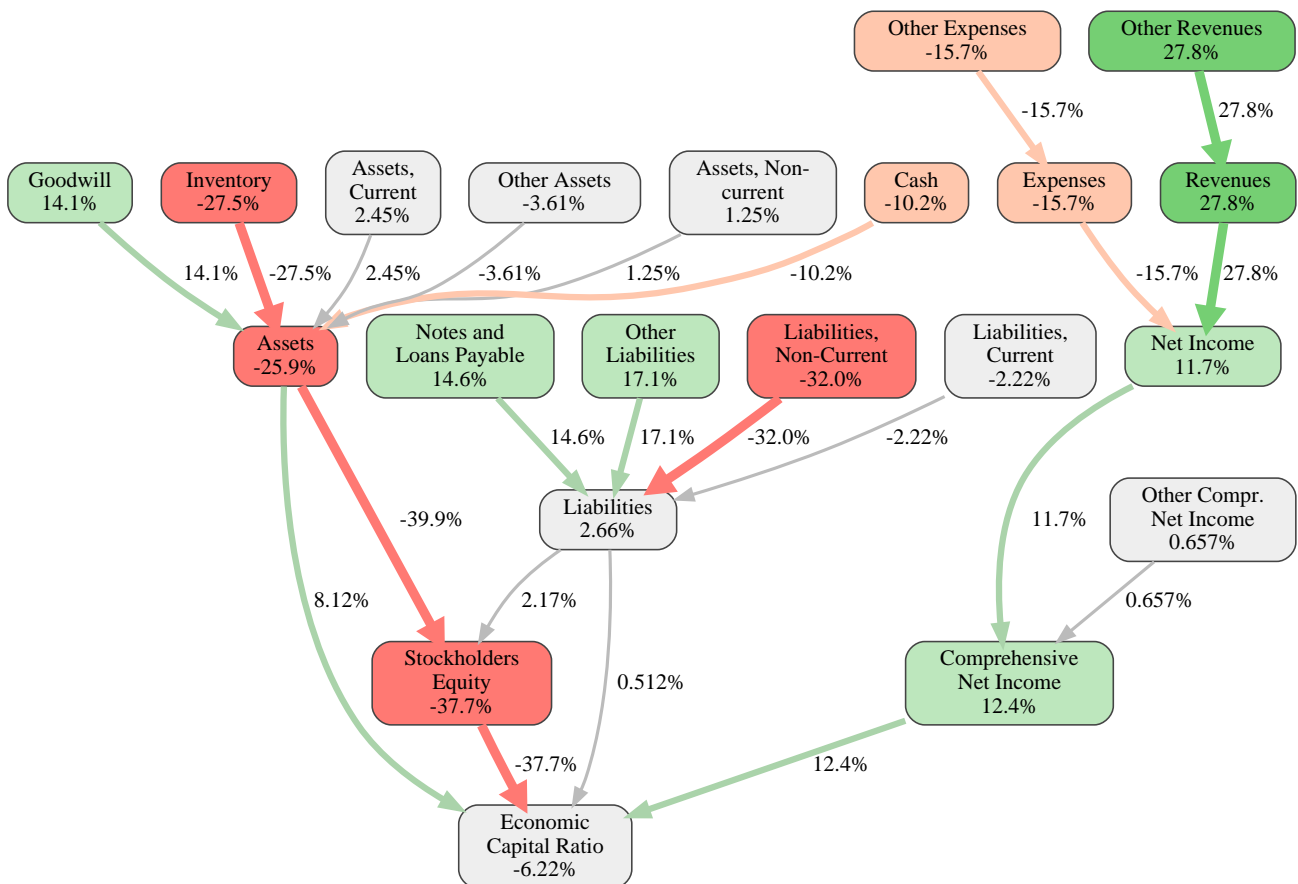 Other Expenses
-15.7%
Other Revenues
27.8%
-15.7%
27.8%
Goodwill
14.1%
Inventory
-27.5%
Assets,
Current
2.45%
Other Assets
-3.61%
Assets, Non-
current
1.25%
Cash
-10.2%
Expenses
-15.7%
Revenues
27.8%
14.1%
-27.5%
2.45%
-3.61%
1.25%
-10.2%
-15.7%
27.8%
Assets
-25.9%
Notes and
Loans Payable
14.6%
Other
Liabilities
17.1%
Liabilities,
Non-Current
-32.0%
Liabilities,
Current
-2.22%
Net Income
11.7%
14.6%
17.1%
-32.0%
-2.22%
Liabilities
2.66%
-39.9%
11.7%
Other Compr.
Net Income
0.657%
8.12%
2.17%
0.657%
Stockholders
Equity
-37.7%
0.512%
Comprehensive
Net Income
12.4%
-37.7%
12.4%
Economic
Capital Ratio
-6.22%